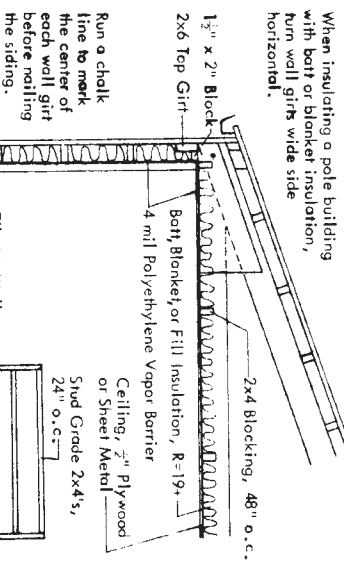 When insulating a pole building
with batt or blanket insulation,
turn wall girts wide side
horizontal.
1½" x 2" Block
2x6 Top Girt
Run a chalk
line to mark
the center of
each wall girt
before nailing
the siding.
2x4 Blocking, 48" o.c.
Batt, Blanket, or Fill Insulation, R=19+
4 mil Polyethylene Vapor Barrier
Ceiling, ½" Plywood
or Sheet Metal
Stud Grade 2x4's,
24" o.c.